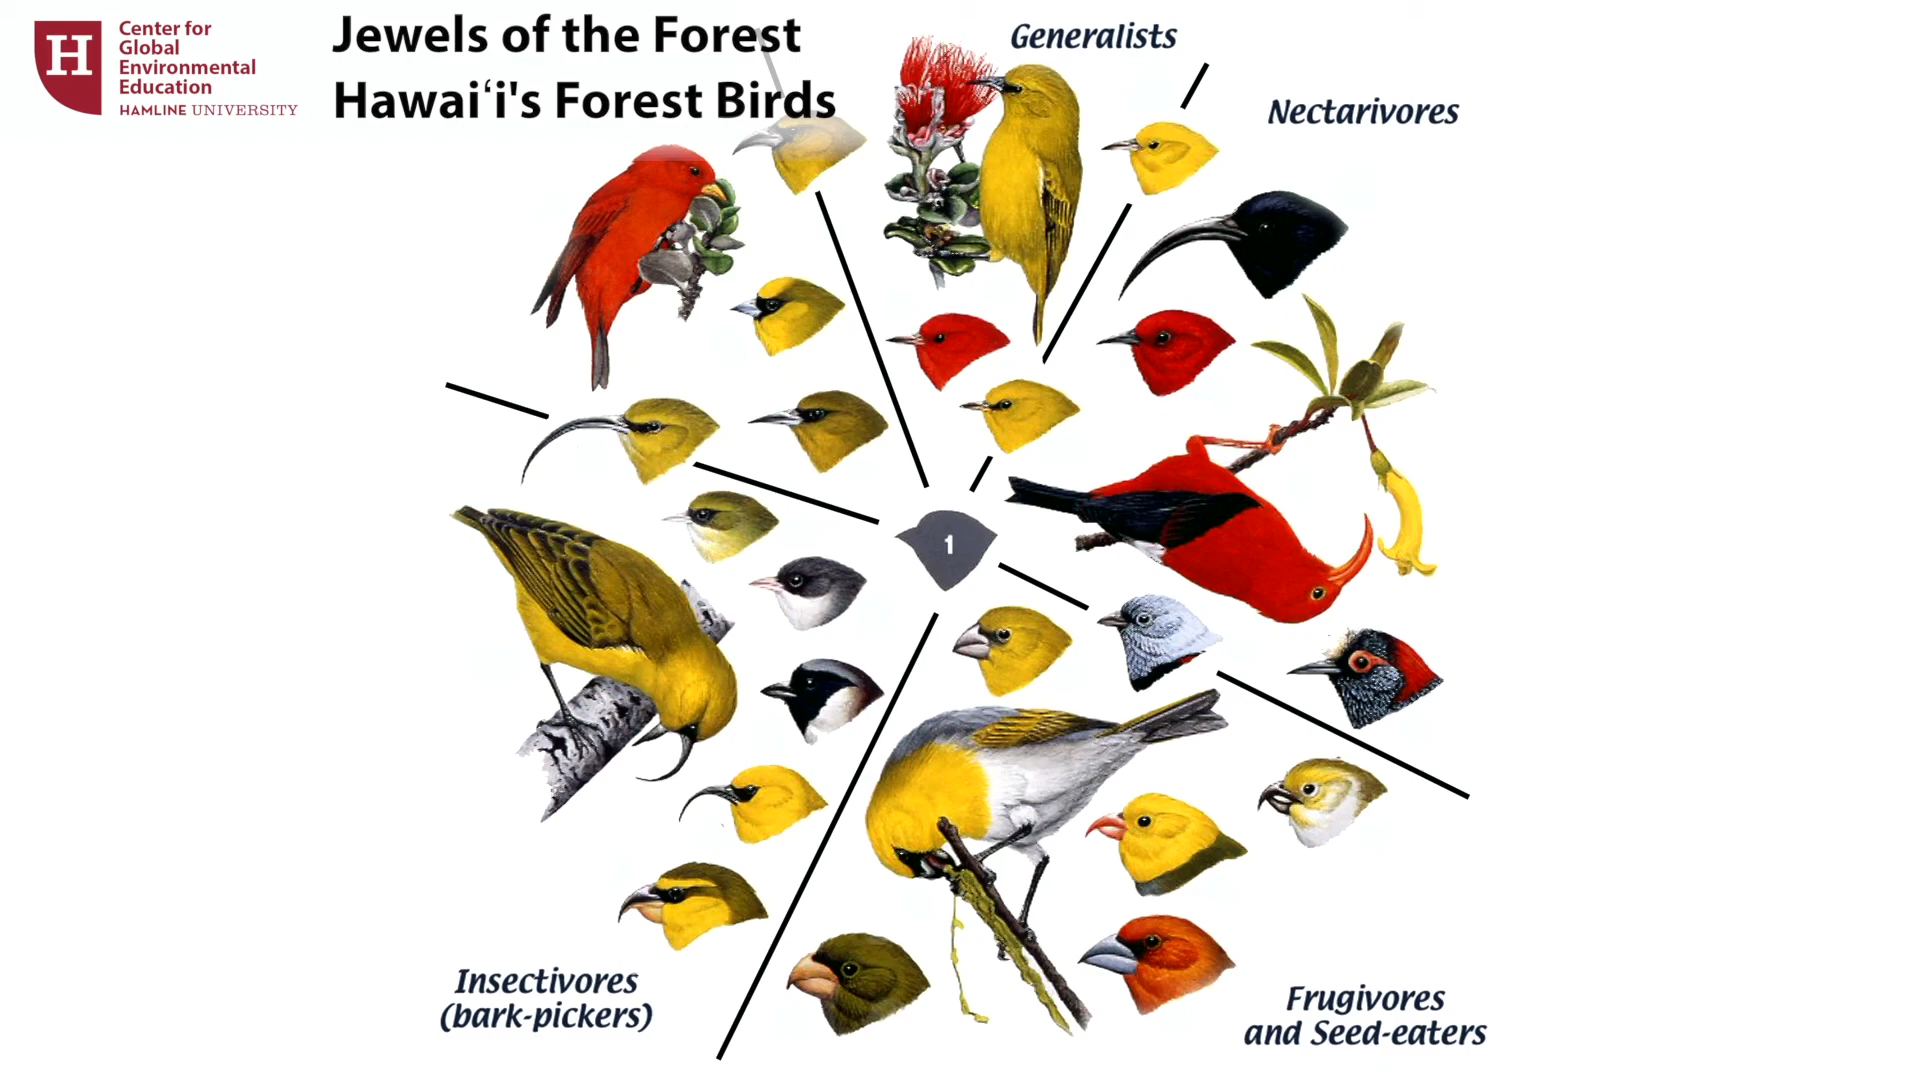 H
Center for
Global
Environmental
Education
HAMLINE UNIVERSITY
Jewels of the Forest
Hawaiʻi's Forest Birds
Generalists
Nectarivores
1
Insectivores
(bark-pickers)
Frugivores
and Seed-eaters